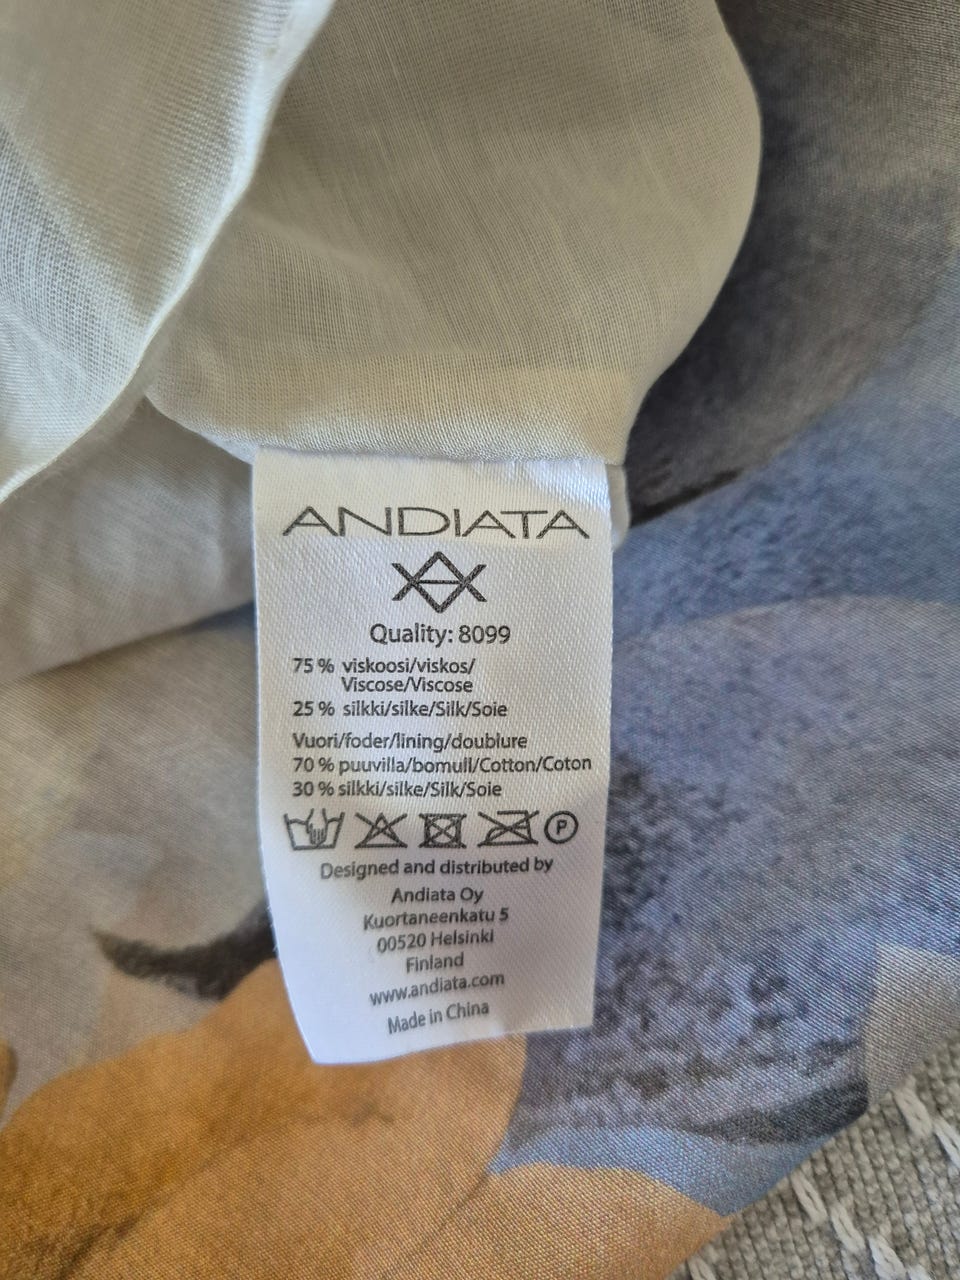 ANDIATA
Quality: 8099
75 % viskoosi/viskos/
Viscose/Viscose
25 % silkki/silke/Silk/Soie
Vuori/foder/lining/doublure
70 % puuvilla/bomull/Cotton/Coton
30 % silkki/silke/Silk/Soie
P
Designed and distributed by
Andiata Oy
Kuortaneenkatu 5
00520 Helsinki
Finland
www.andiata.com
Made in China